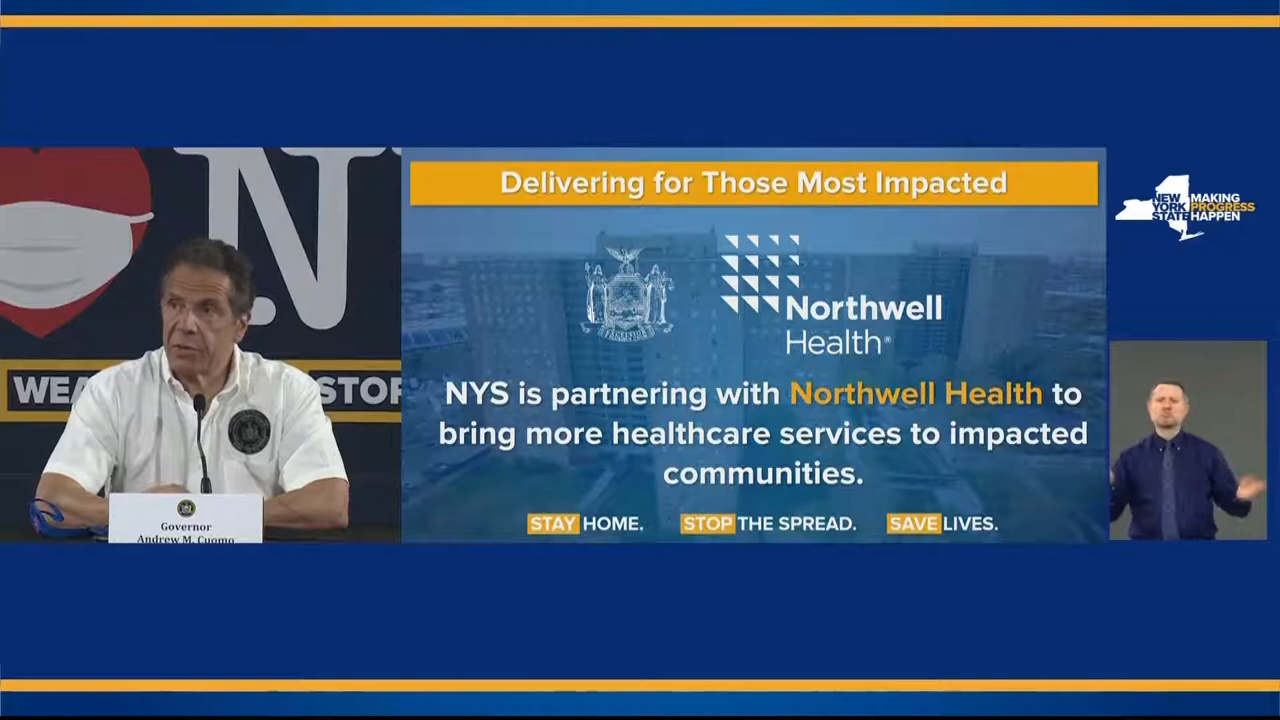 NY
WEA
STOP
Governor
Andrew M. Cuomo
Delivering for Those Most Impacted
Northwell
Health®
NYS is partnering with Northwell Health to
bring more healthcare services to impacted
communities.
STAY HOME. STOP THE SPREAD. SAVE LIVES.
NEW
YORK
STATE
MAKING
PROGRESS
HAPPEN